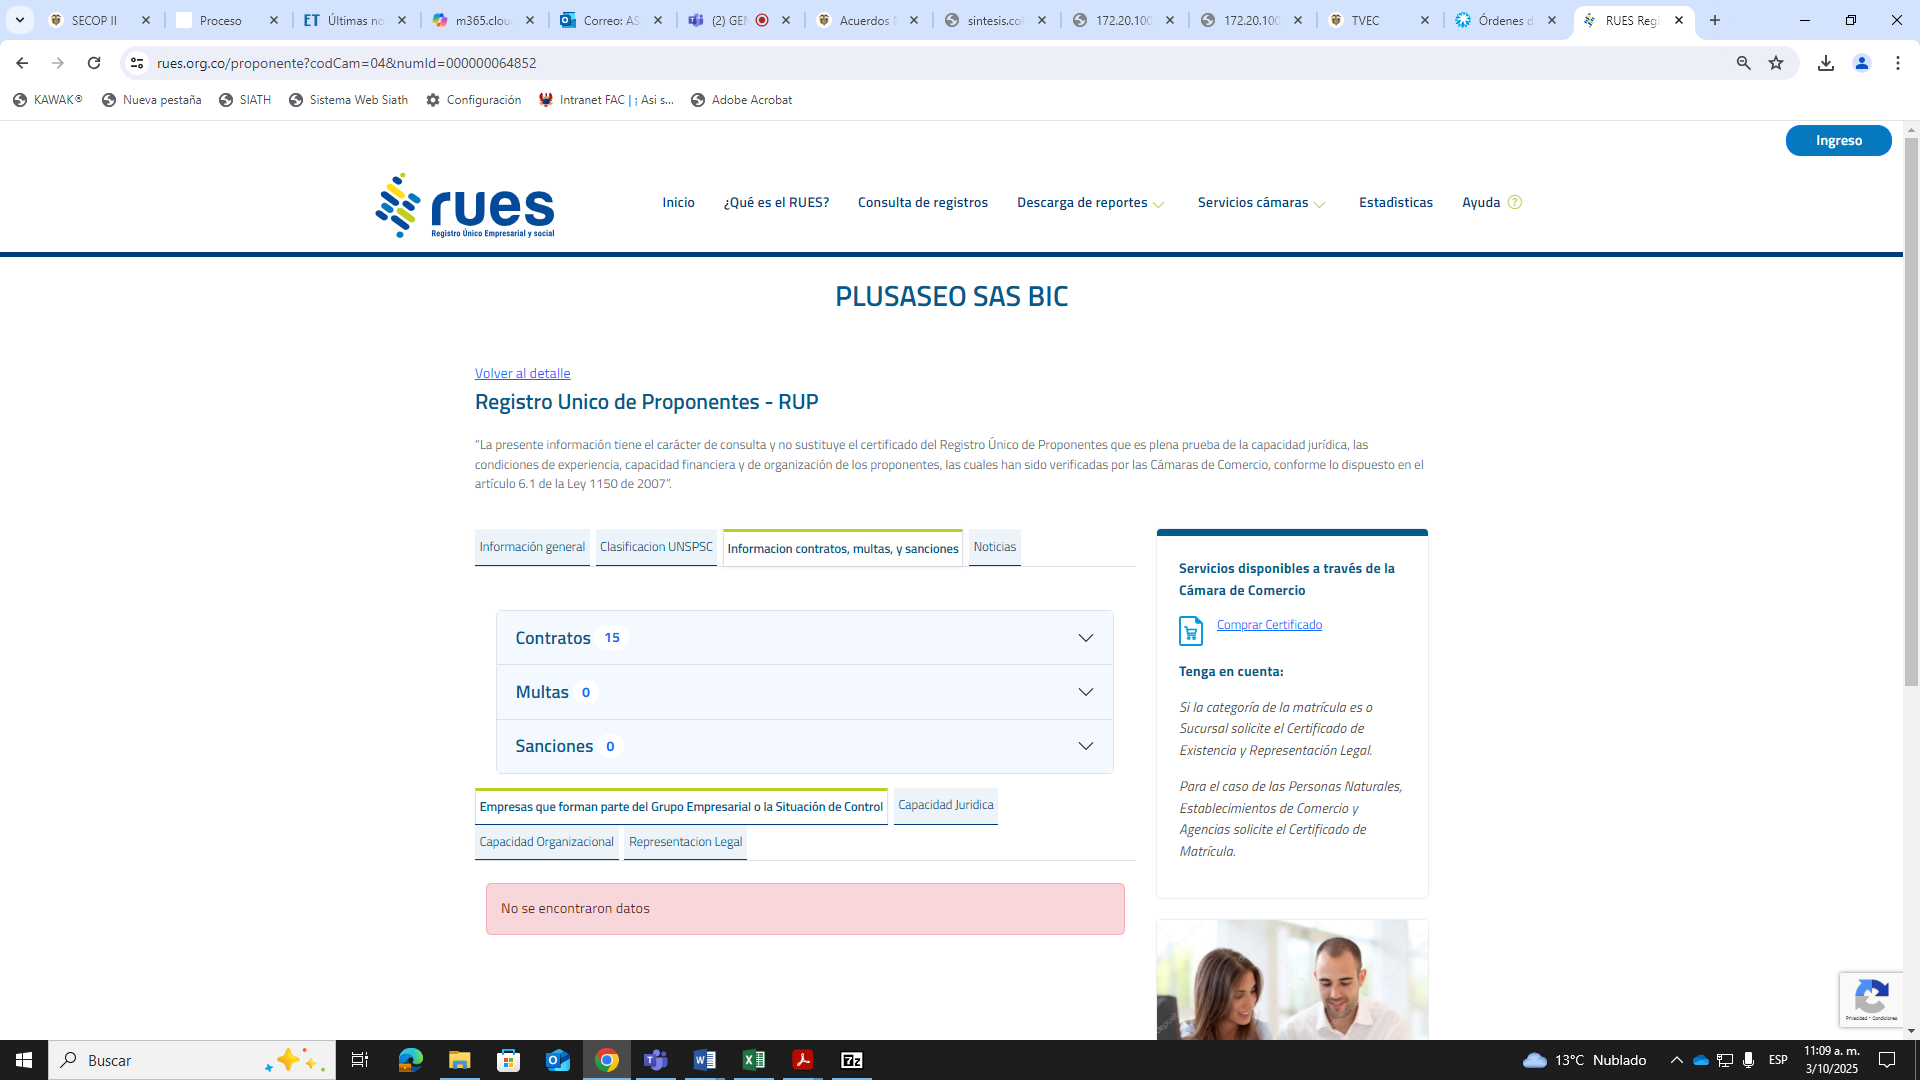 SECOP II
Proceso
ET Últimas no
m365.clou
Correo: AS
(2) GEN
Acuerdos
sintesis.co
172.20.100
172.20.100
TVEC
Órdenes d
RUES Regi
rues.org.co/proponente?codCam=04&numId=000000064852
KAWAK®
Nueva pestaña
SIATH
Sistema Web Siath
Configuración
Intranet FAC | ¡ Asi s...
Adobe Acrobat
Ingreso
rues
Registro Único Empresarial y social
Inicio
¿Qué es el RUES?
Consulta de registros
Descarga de reportes
Servicios cámaras
Estadísticas
Ayuda ?
PLUSASEO SAS BIC
Volver al detalle
Registro Unico de Proponentes - RUP
“La presente información tiene el carácter de consulta y no sustituye el certificado del Registro Único de Proponentes que es plena prueba de la capacidad jurídica, las
condiciones de experiencia, capacidad financiera y de organización de los proponentes, las cuales han sido verificadas por las Cámaras de Comercio, conforme lo dispuesto en el
artículo 6.1 de la Ley 1150 de 2007”.
Información general
Clasificacion UNSPSC
Informacion contratos, multas, y sanciones
Noticias
Contratos 15
Multas 0
Sanciones 0
Empresas que forman parte del Grupo Empresarial o la Situación de Control
Capacidad Juridica
Capacidad Organizacional
Representacion Legal
No se encontraron datos
Servicios disponibles a través de la
Cámara de Comercio
Comprar Certificado
Tenga en cuenta:
Si la categoría de la matrícula es o
Sucursal solicite el Certificado de
Existencia y Representación Legal.
Para el caso de las Personas Naturales,
Establecimientos de Comercio y
Agencias solicite el Certificado de
Matrícula.
Privacidad - Condiciones
Buscar
13°C Nublado
ESP
11:09 a. m.
3/10/2025